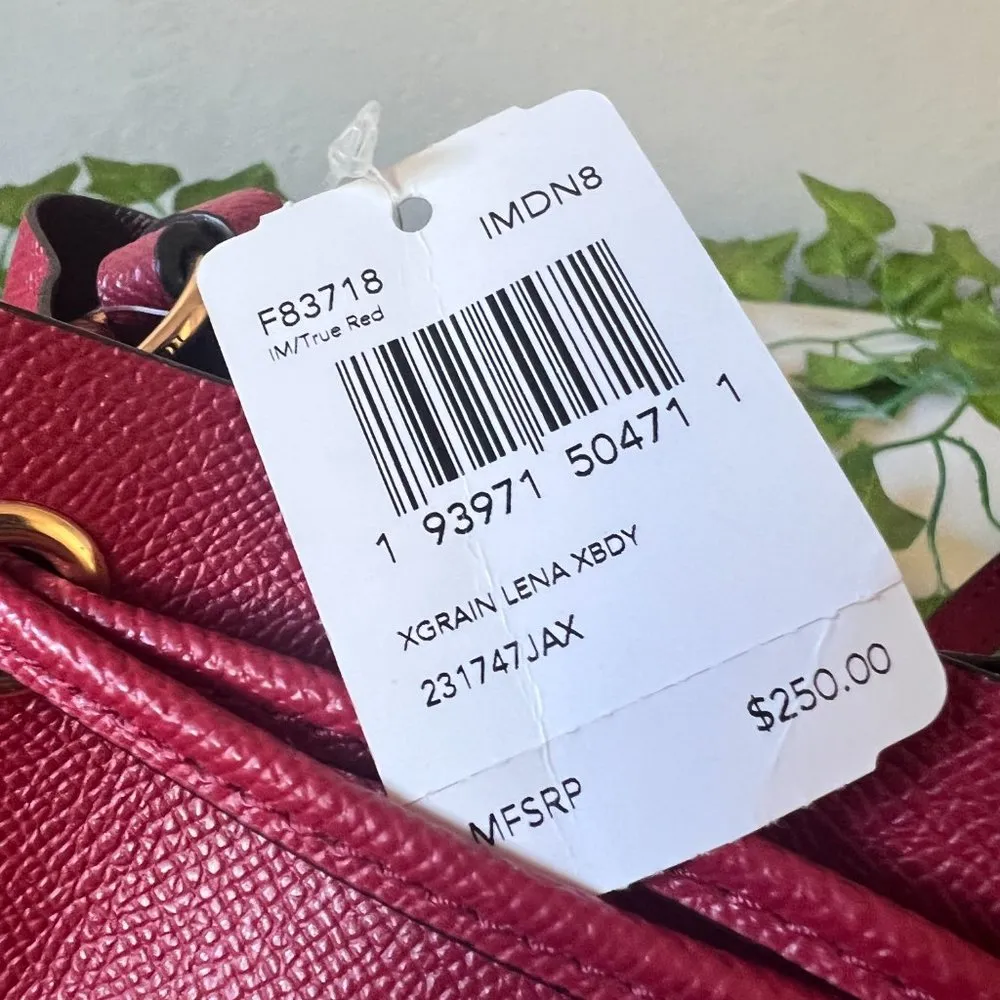 IMDN8
F83718
IM/True Red
1 93971 50471 1
XGRAIN LENA XBDY
231747JAX
$250.00
MFSRP